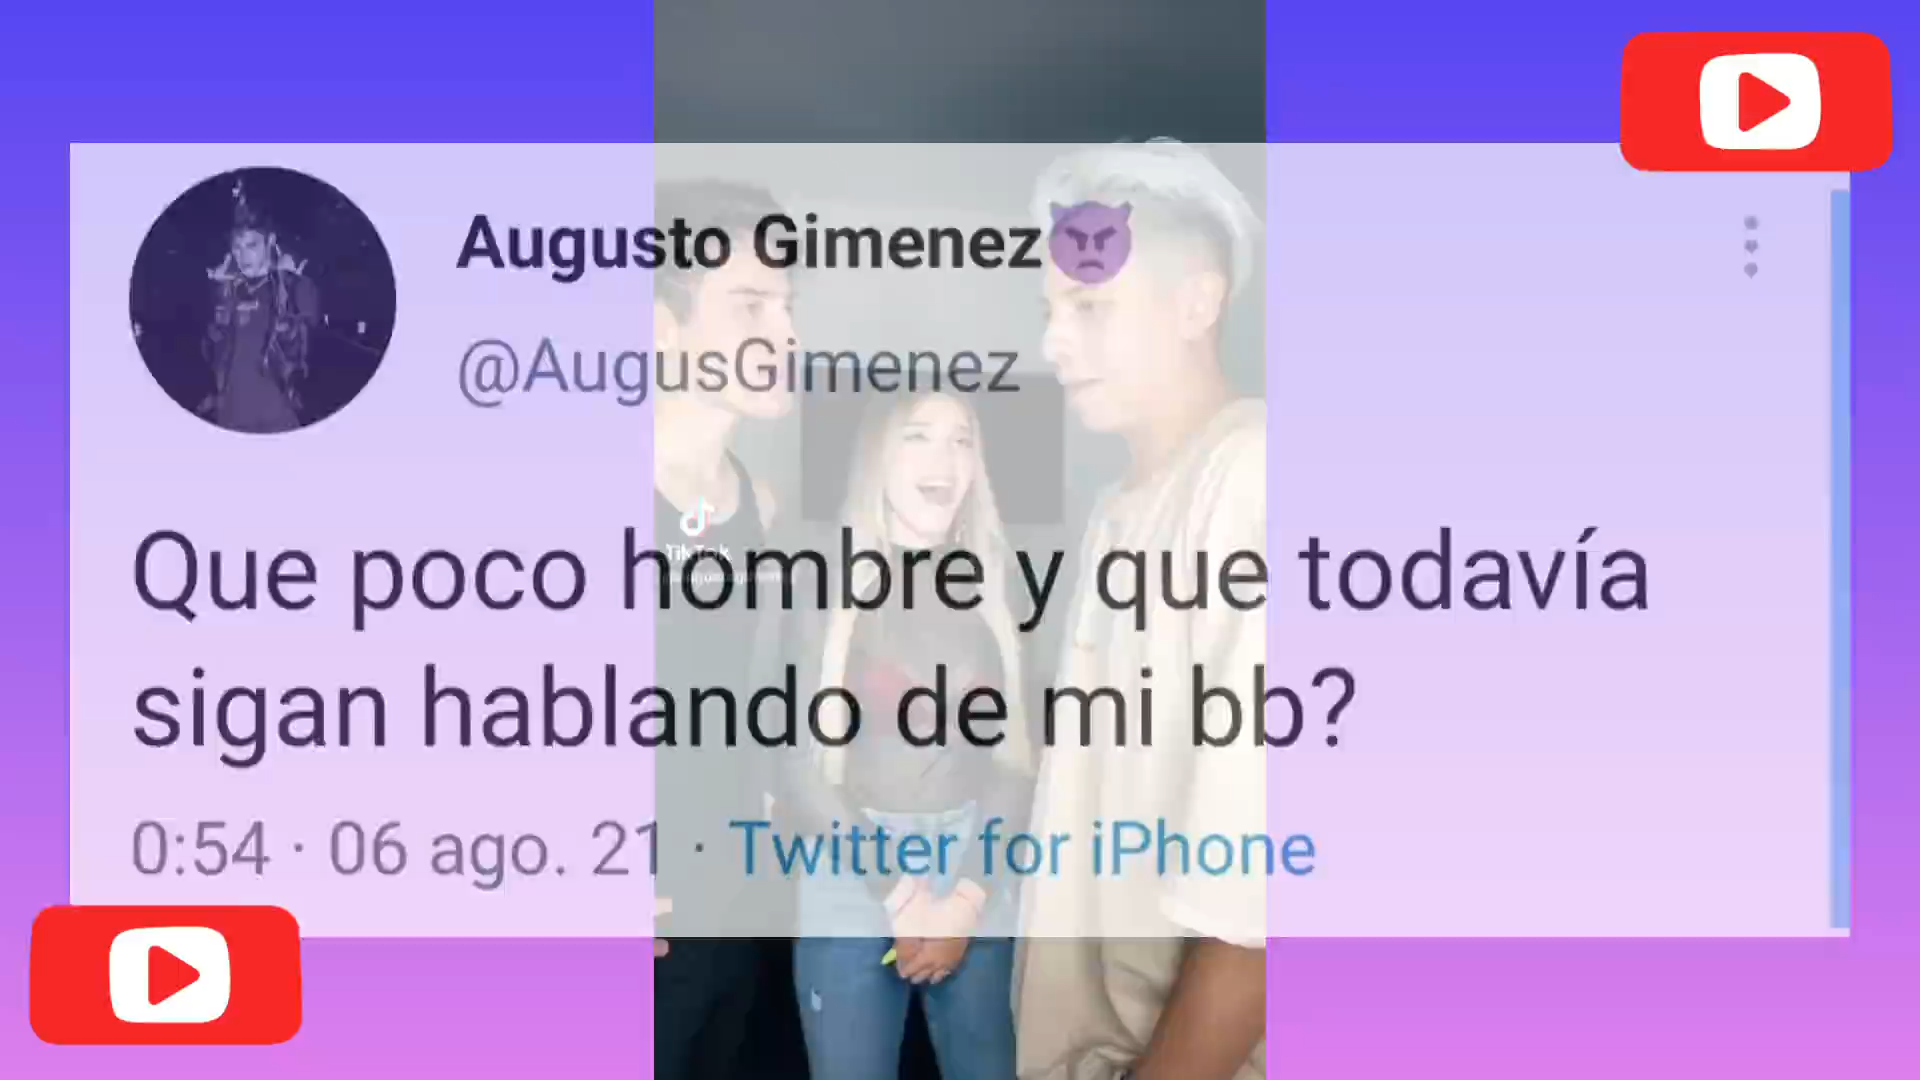 Augusto Gimenez👿
@AugusGimenez
Que poco hombre y que todavía
sigan hablando de mi bb?
0:54 · 06 ago. 21 · Twitter for iPhone
TikTok